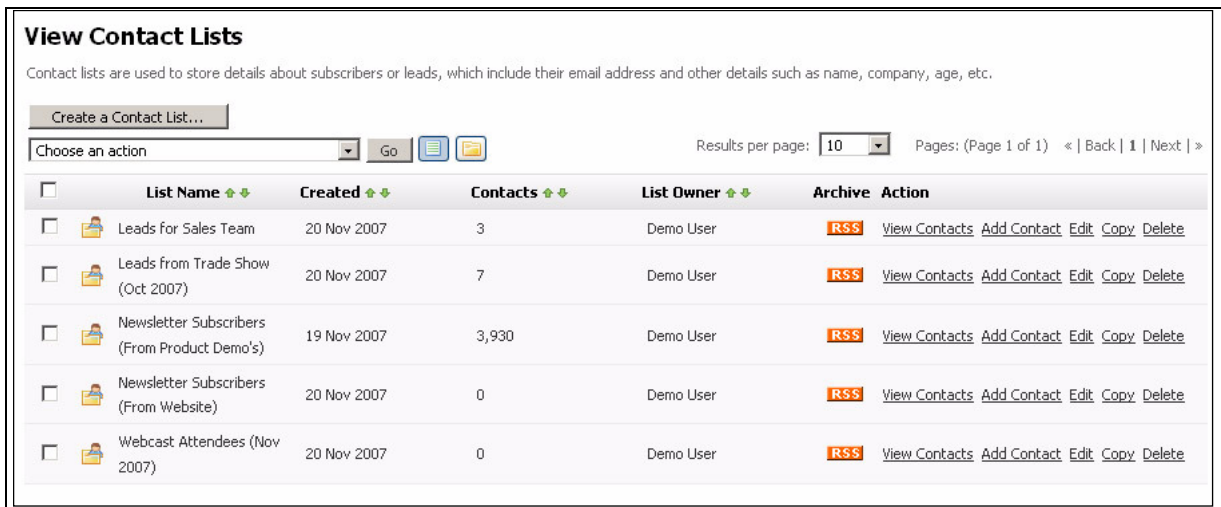 View Contact Lists
Contact lists are used to store details about subscribers or leads, which include their email address and other details such as name, company, age, etc.
Create a Contact List...
Choose an action Go Results per page: 10 Pages: (Page 1 of 1) « | Back | 1 | Next | »
List Name Created Contacts List Owner Archive Action
Leads for Sales Team 20 Nov 2007 3 Demo User RSS View Contacts Add Contact Edit Copy Delete
Leads from Trade Show
(Oct 2007) 20 Nov 2007 7 Demo User RSS View Contacts Add Contact Edit Copy Delete
Newsletter Subscribers
(From Product Demo's) 19 Nov 2007 3,930 Demo User RSS View Contacts Add Contact Edit Copy Delete
Newsletter Subscribers
(From Website) 20 Nov 2007 0 Demo User RSS View Contacts Add Contact Edit Copy Delete
Webcast Attendees (Nov
2007) 20 Nov 2007 0 Demo User RSS View Contacts Add Contact Edit Copy Delete